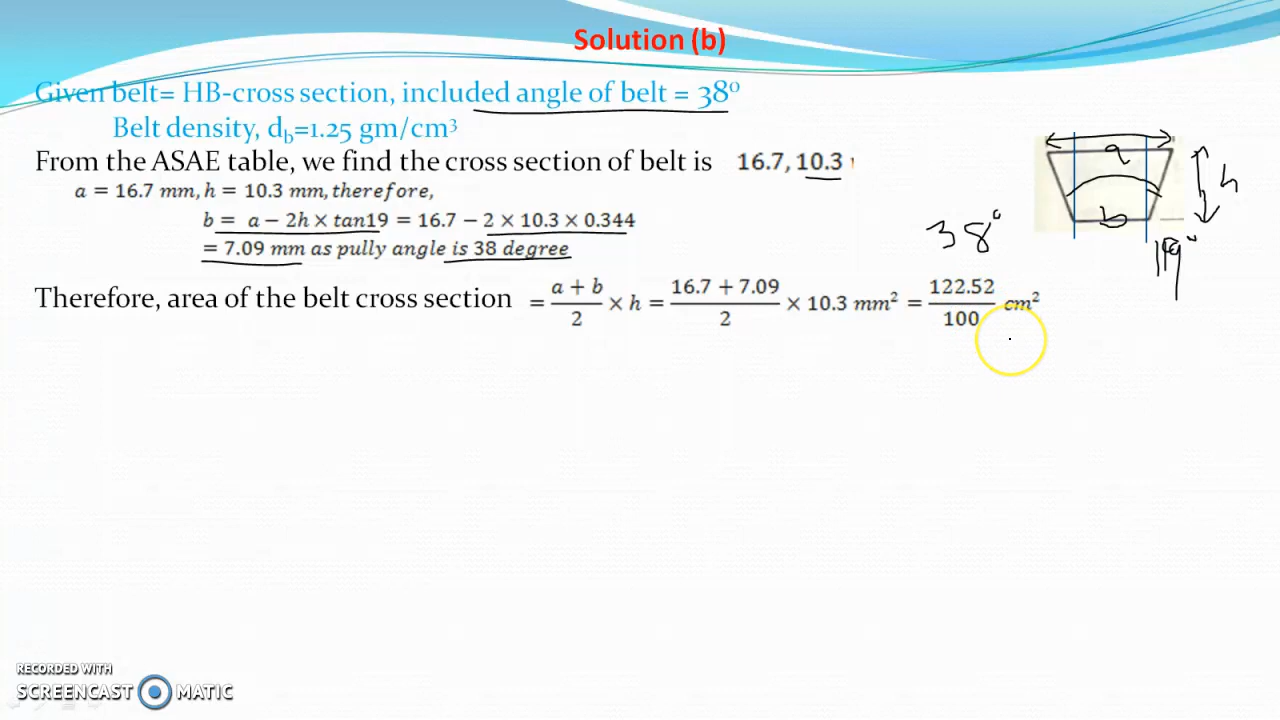 Solution (b)
Given belt= HB-cross section, included angle of belt = 38⁰
Belt density, d_b=1.25 gm/cm³
From the ASAE table, we find the cross section of belt is 16.7, 10.3
a = 16.7 mm, h = 10.3 mm, therefore,
b = a − 2h × tan19 = 16.7 − 2 × 10.3 × 0.344
= 7.09 mm as pully angle is 38 degree
Therefore, area of the belt cross section = (a + b)/2 × h = (16.7 + 7.09)/2 × 10.3 mm² = 122.52/100 cm²
a
h
b
38°
19°
RECORDED WITH
SCREENCAST MATIC